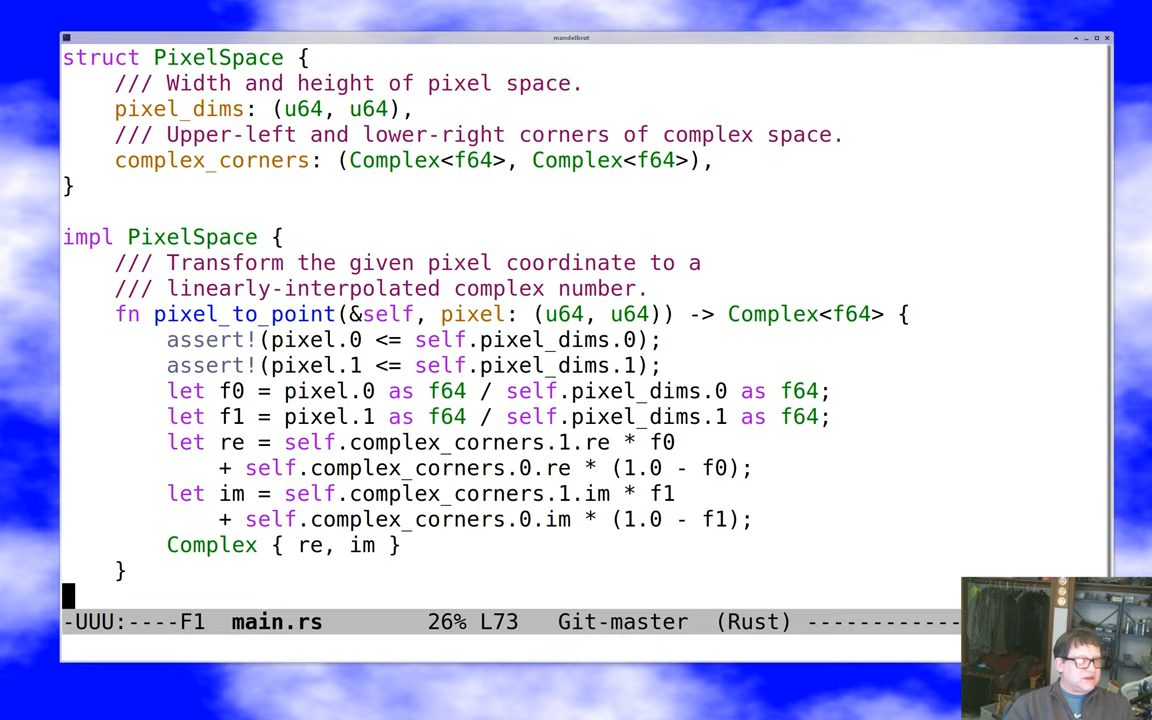 mandelbrot
struct PixelSpace {
    /// Width and height of pixel space.
    pixel_dims: (u64, u64),
    /// Upper-left and lower-right corners of complex space.
    complex_corners: (Complex<f64>, Complex<f64>),
}

impl PixelSpace {
    /// Transform the given pixel coordinate to a
    /// linearly-interpolated complex number.
    fn pixel_to_point(&self, pixel: (u64, u64)) -> Complex<f64> {
        assert!(pixel.0 <= self.pixel_dims.0);
        assert!(pixel.1 <= self.pixel_dims.1);
        let f0 = pixel.0 as f64 / self.pixel_dims.0 as f64;
        let f1 = pixel.1 as f64 / self.pixel_dims.1 as f64;
        let re = self.complex_corners.1.re * f0
            + self.complex_corners.0.re * (1.0 - f0);
        let im = self.complex_corners.1.im * f1
            + self.complex_corners.0.im * (1.0 - f1);
        Complex { re, im }
    }
-UUU:----F1  main.rs        26% L73   Git-master  (Rust) ------------